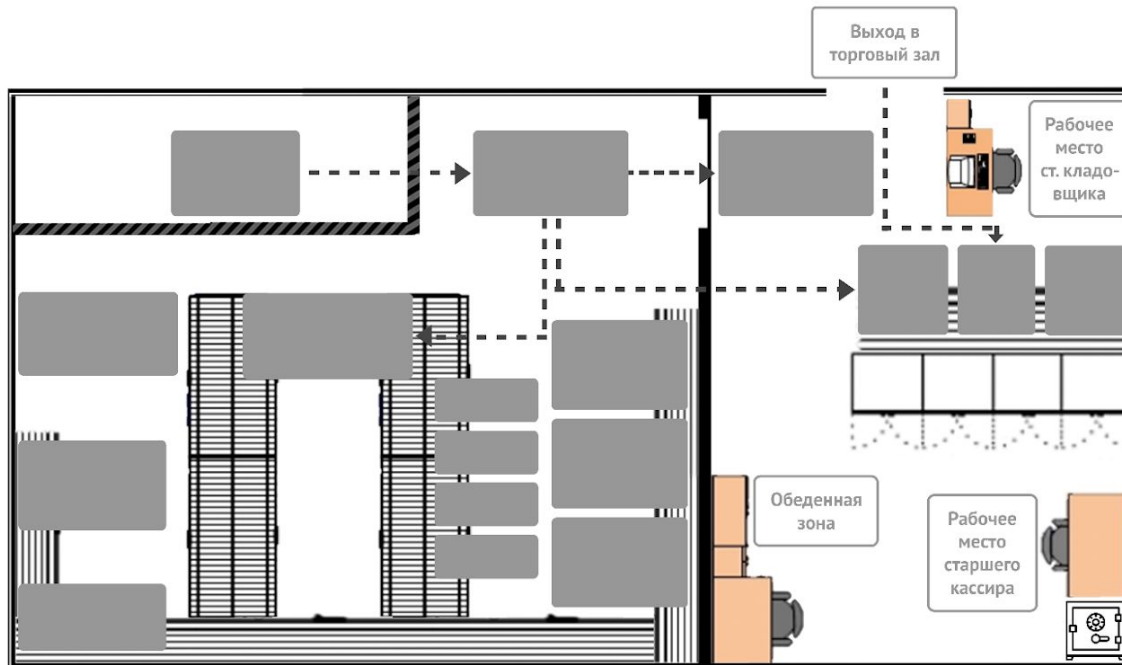 Выход в
торговый зал
Рабочее
место
ст. кладо-
вщика
Обеденная
зона
Рабочее
место
старшего
кассира